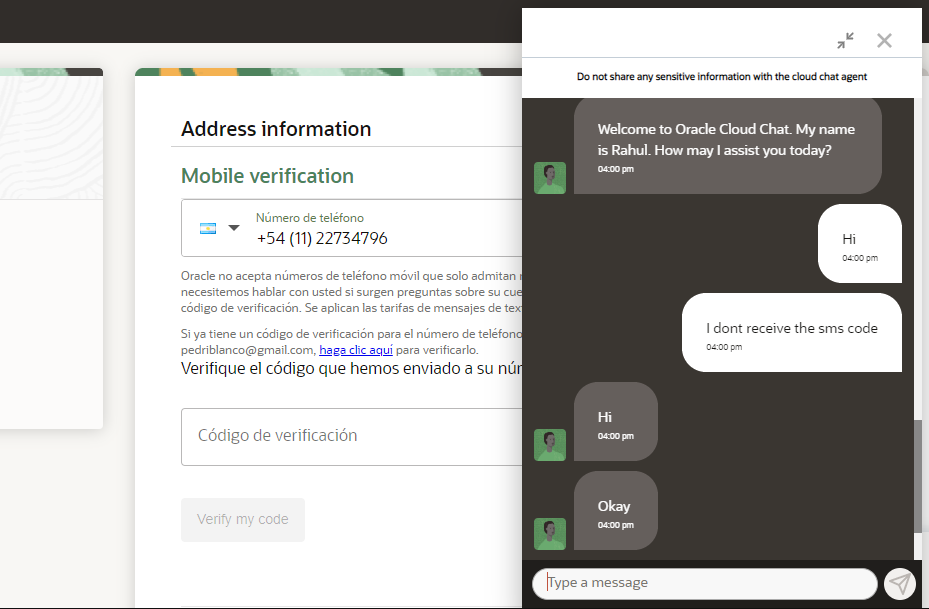 Address information
Mobile verification
Número de teléfono
+54 (11) 22734796
Oracle no acepta números de teléfono móvil que solo admitan
necesitemos hablar con usted si surgen preguntas sobre su cue
código de verificación. Se aplican las tarifas de mensajes de tex
Si ya tiene un código de verificación para el número de teléfono
pedriblanco@gmail.com, haga clic aquí para verificarlo.
Verifique el código que hemos enviado a su nú
Código de verificación
Verify my code
Do not share any sensitive information with the cloud chat agent
Welcome to Oracle Cloud Chat. My name
is Rahul. How may I assist you today?
04:00 pm
Hi
04:00 pm
I dont receive the sms code
04:00 pm
Hi
04:00 pm
Okay
04:00 pm
Type a message